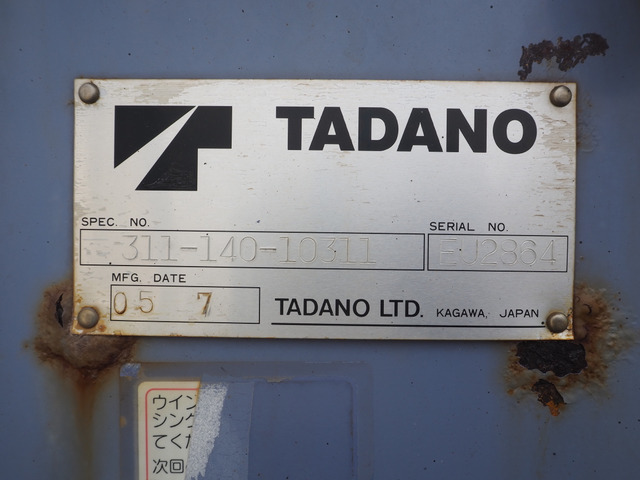 TADANO
SPEC. NO.
311-140-10311
SERIAL NO.
EJ2864
MFG. DATE
05 7
TADANO LTD. KAGAWA, JAPAN
ウイン
シング
てくだ
次回